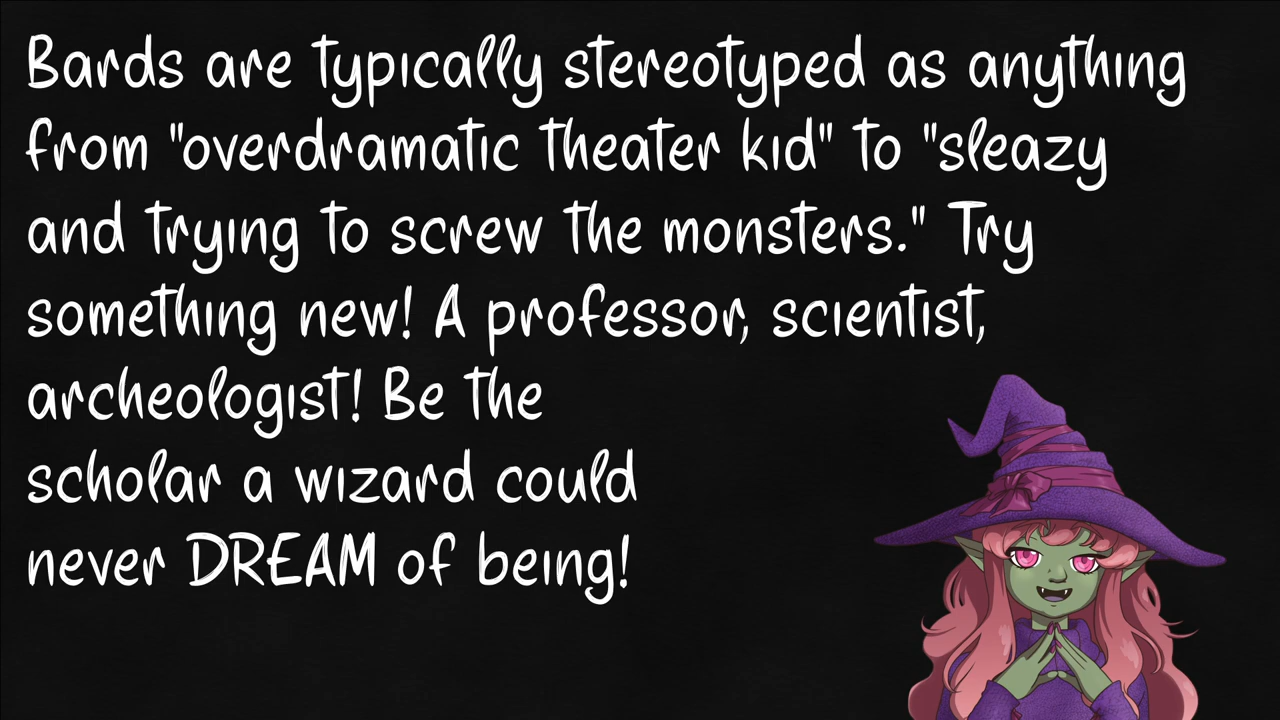 Bards are typically stereotyped as anything
from "overdramatic theater kid" to "sleazy
and trying to screw the monsters." Try
something new! A professor, scientist,
archeologist! Be the
scholar a wizard could
never DREAM of being!